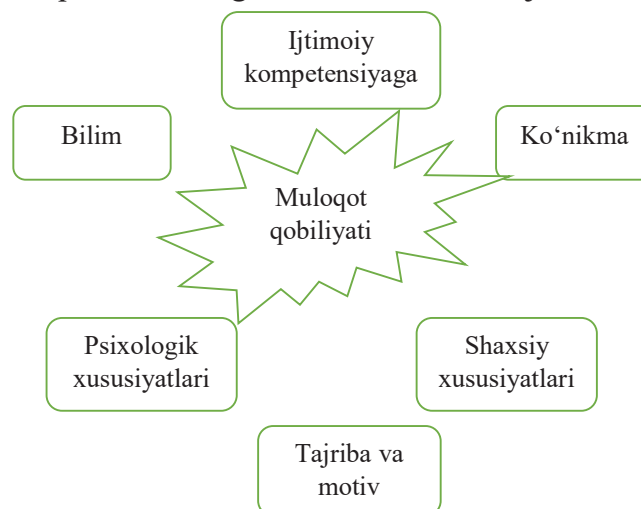 Ijtimoiy
kompetensiyaga
Bilim
Ko‘nikma
Muloqot
qobiliyati
Psixologik
xususiyatlari
Shaxsiy
xususiyatlari
Tajriba va
motiv